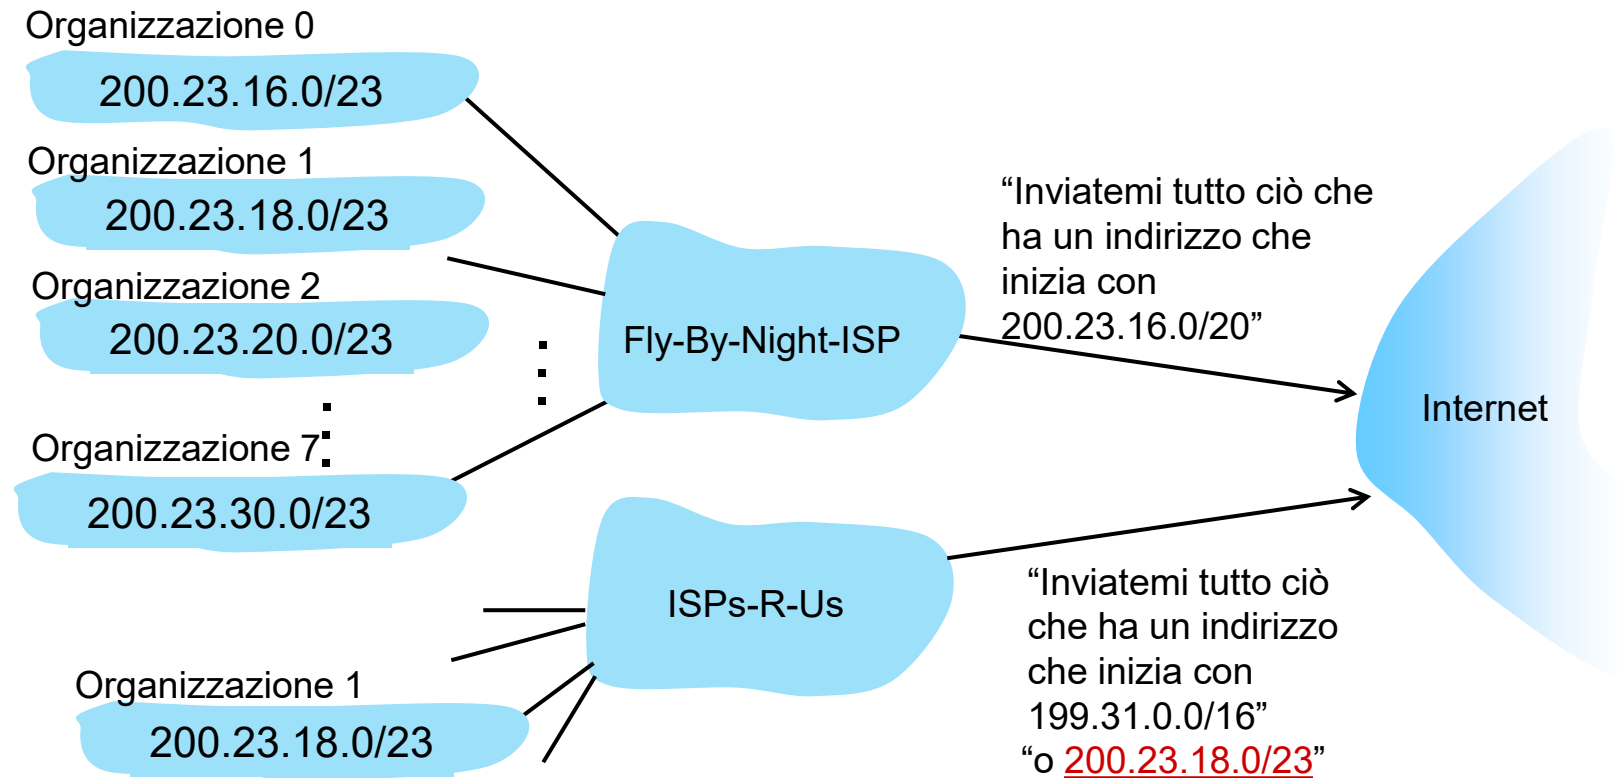 Organizzazione 0
200.23.16.0/23
Organizzazione 1
200.23.18.0/23
Organizzazione 2
200.23.20.0/23
Organizzazione 7
200.23.30.0/23
Fly-By-Night-ISP
“Inviatemi tutto ciò che
ha un indirizzo che
inizia con
200.23.16.0/20”
Internet
ISPs-R-Us
Organizzazione 1
200.23.18.0/23
“Inviatemi tutto ciò
che ha un indirizzo
che inizia con
199.31.0.0/16”
“o 200.23.18.0/23”